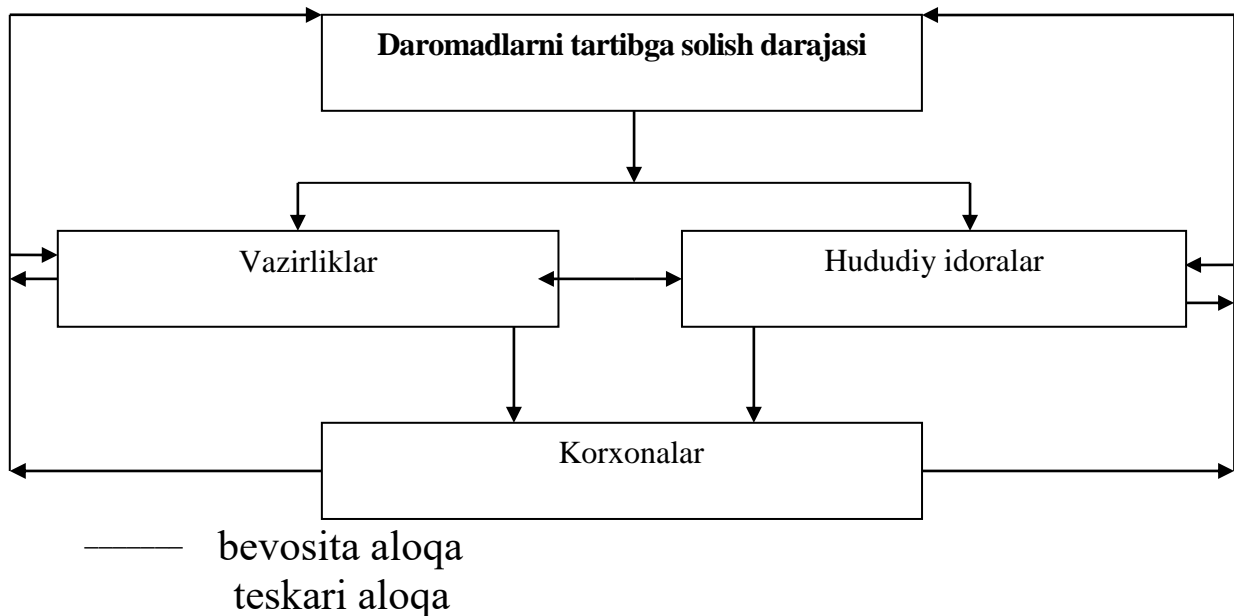 Daromadlarni tartibga solish darajasi
Vazirliklar
Hududiy idoralar
Korxonalar
bevosita aloqa
teskari aloqa